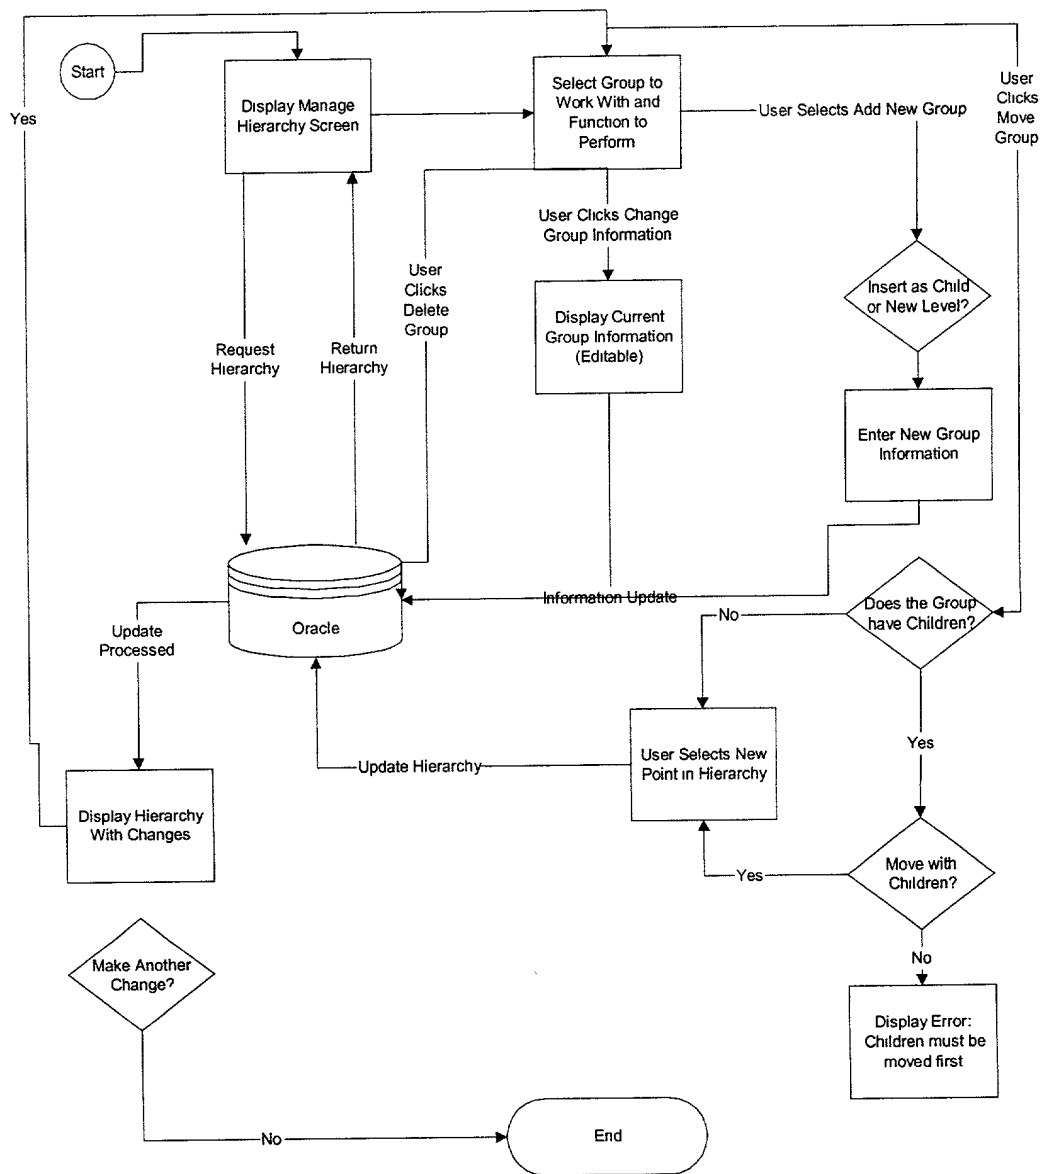 Start
Yes
Display Manage
Hierarchy Screen
Select Group to
Work With and
Function to
Perform
User Selects Add New Group
User
Clicks
Move
Group
User Clicks Change
Group Information
User
Clicks
Delete
Group
Insert as Child
or New Level?
Display Current
Group Information
(Editable)
Request
Hierarchy
Return
Hierarchy
Enter New Group
Information
Information Update
Oracle
Does the Group
have Children?
No
Update
Processed
Yes
User Selects New
Point in Hierarchy
Update Hierarchy
Display Hierarchy
With Changes
Move with
Children?
Yes
No
Make Another
Change?
Display Error:
Children must be
moved first
No
End